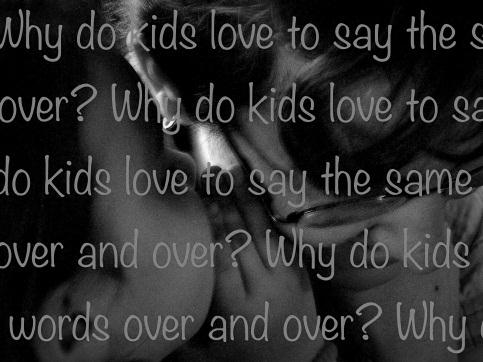 Why do kids love to say the s
over? Why do kids love to sa
do kids love to say the same
over and over? Why do kids
words over and over? Why